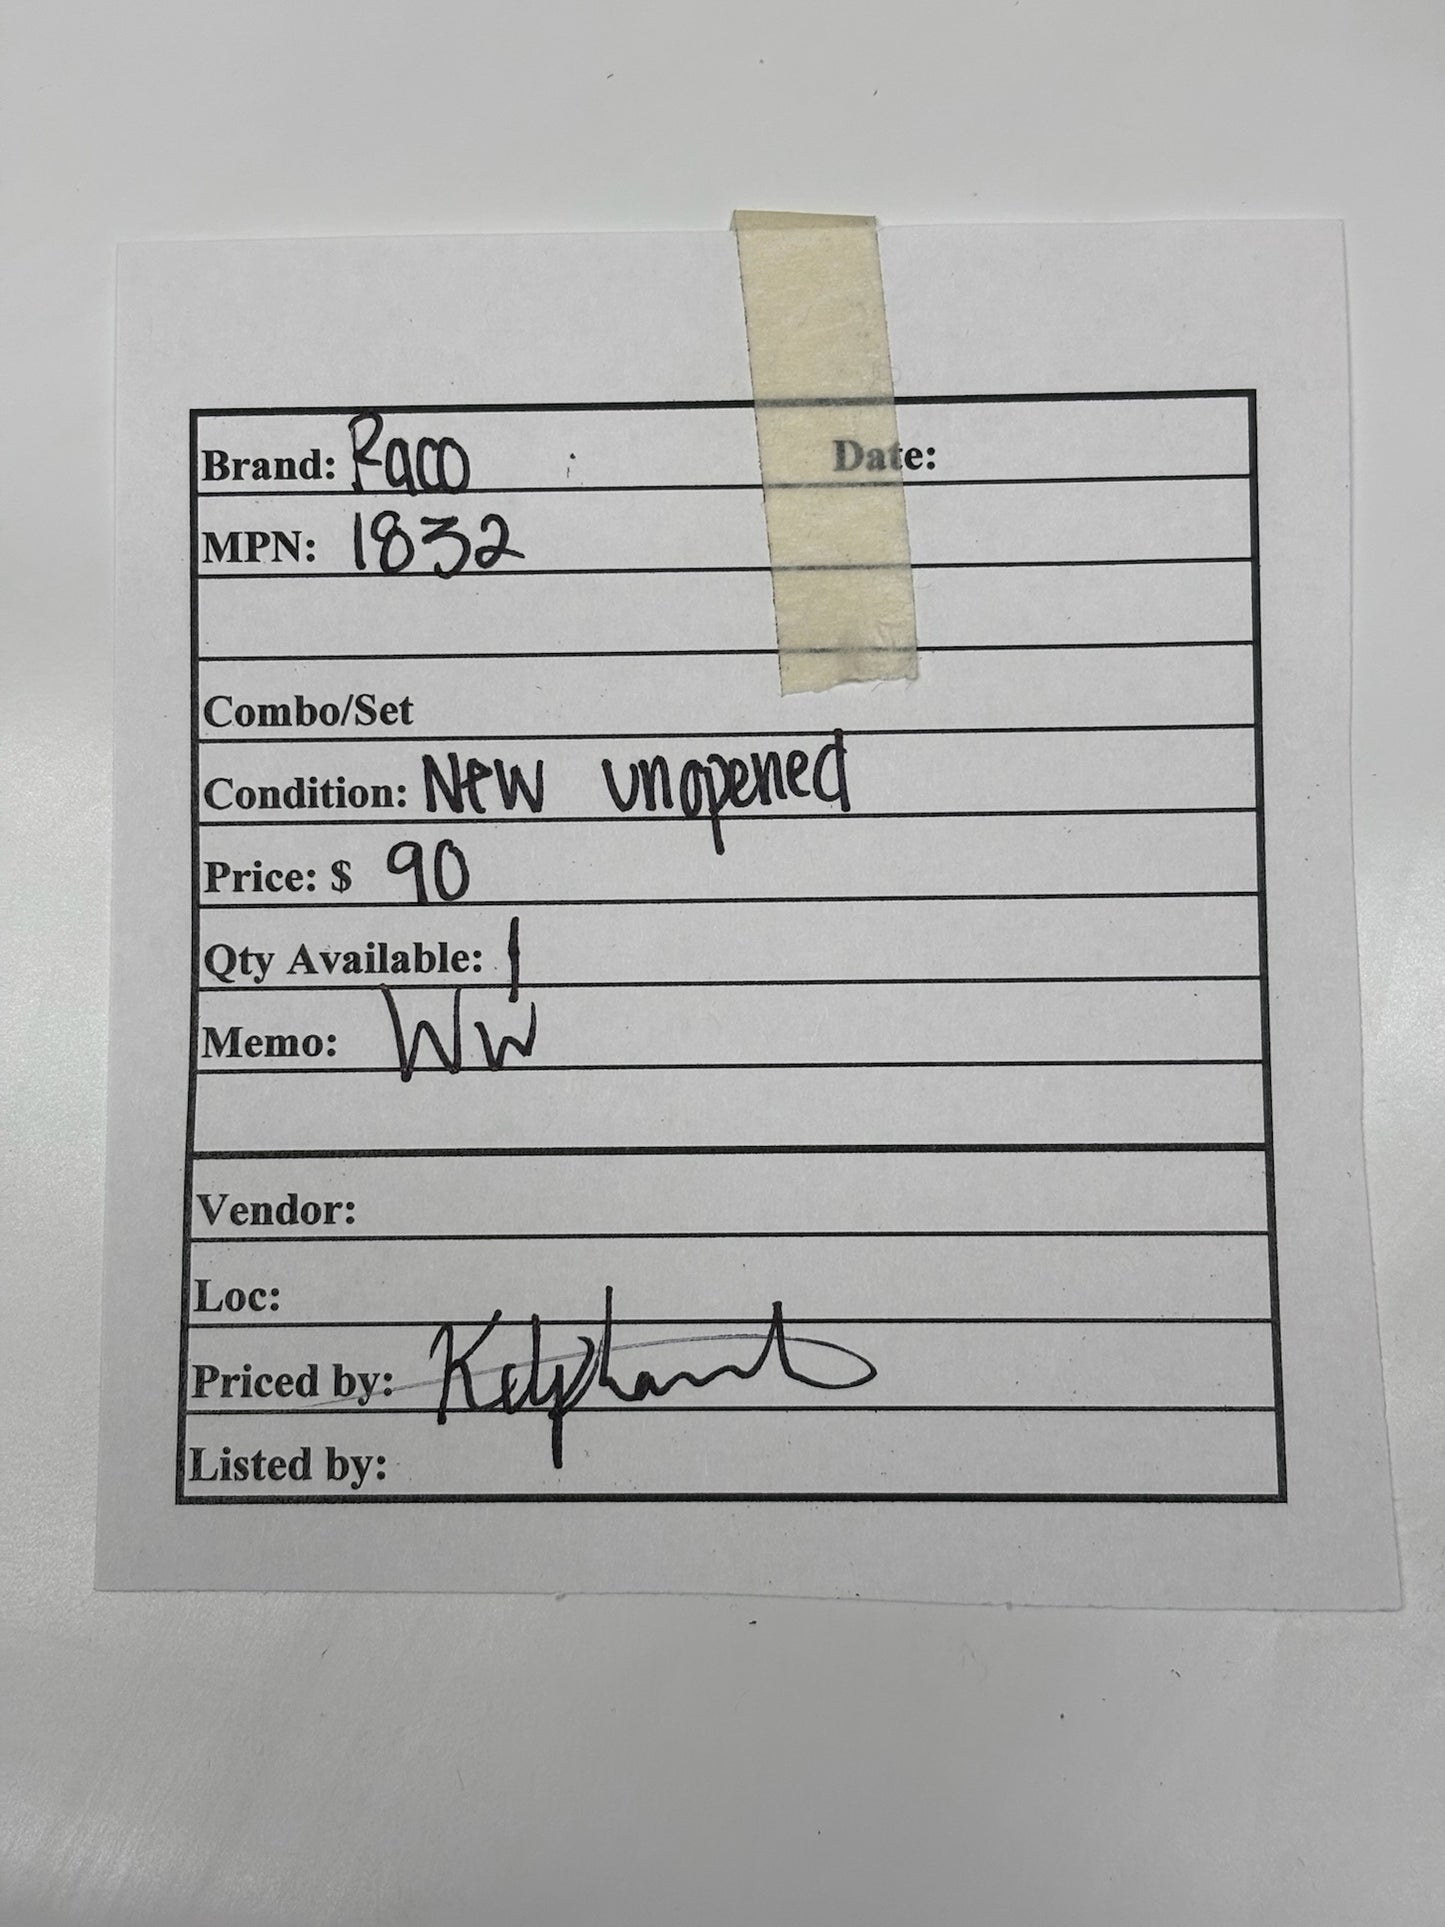 Brand: Raco Date:
MPN: 1832
Combo/Set
Condition: New unopened
Price: $ 90
Qty Available: 1
Memo: WW
Vendor:
Loc:
Priced by:
Listed by: